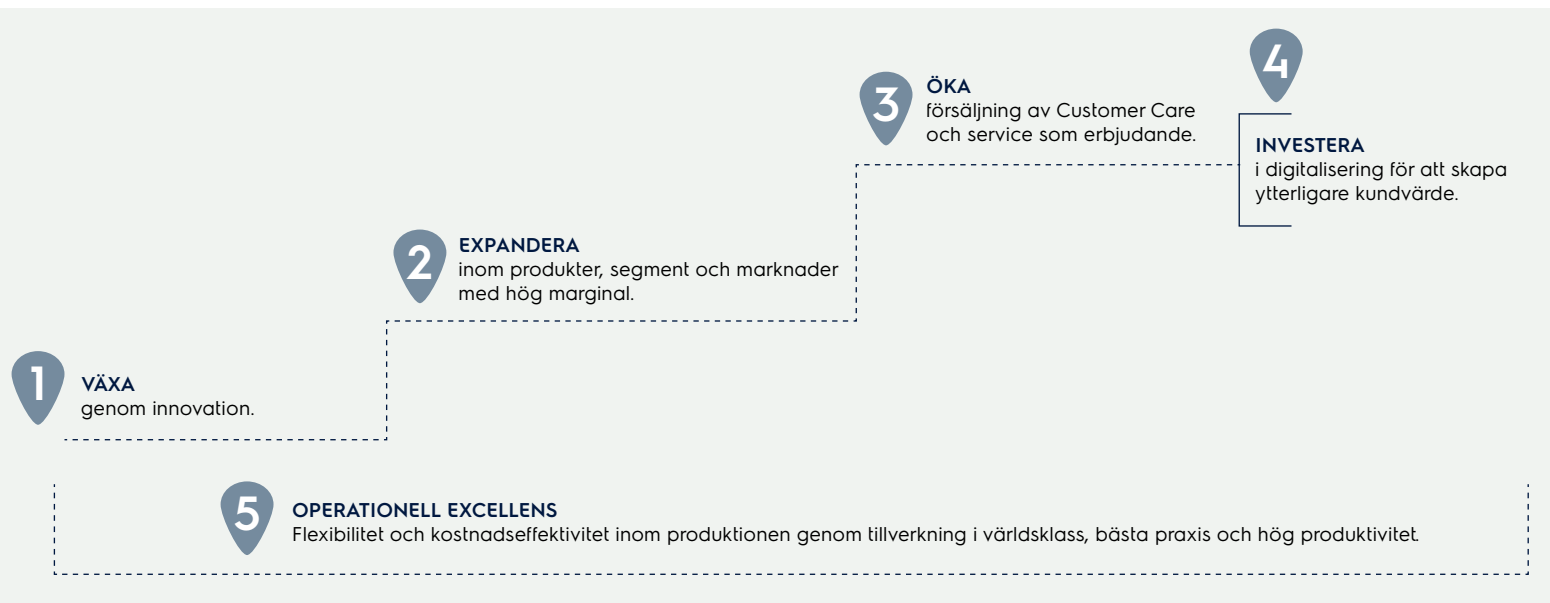 1
VÄXA
genom innovation.
2
EXPANDERA
inom produkter, segment och marknader
med hög marginal.
3
ÖKA
försäljning av Customer Care
och service som erbjudande.
4
INVESTERA
i digitalisering för att skapa
ytterligare kundvärde.
5
OPERATIONELL EXCELLENS
Flexibilitet och kostnadseffektivitet inom produktionen genom tillverkning i världsklass, bästa praxis och hög produktivitet.